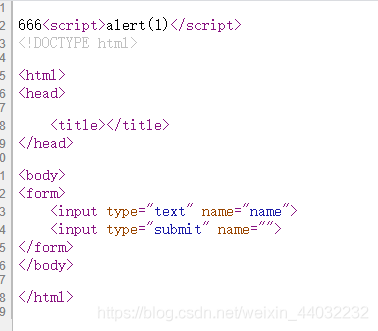 1
2 666<script>alert(1)</script>
3 <!DOCTYPE html>
4
5 <html>
6 <head>
7
8     <title></title>
9 </head>
0
1 <body>
2 <form>
3     <input type="text" name="name">
4     <input type="submit" name="">
5 </form>
6 </body>
7
8 </html>
9
https://blog.csdn.net/weixin_44032232